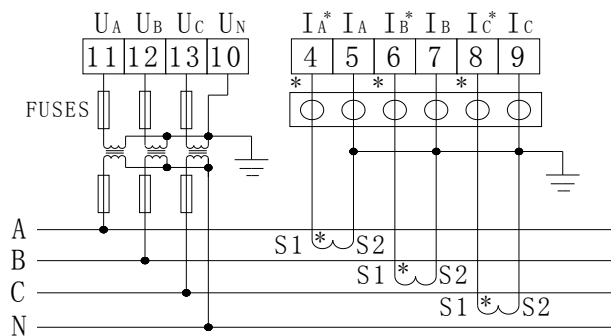 UA UB UC UN IA* IA IB* IB IC* IC
11 12 13 10 4 5 6 7 8 9
* * *
FUSES
A S1 * S2
B S1 * S2
C S1 * S2
N